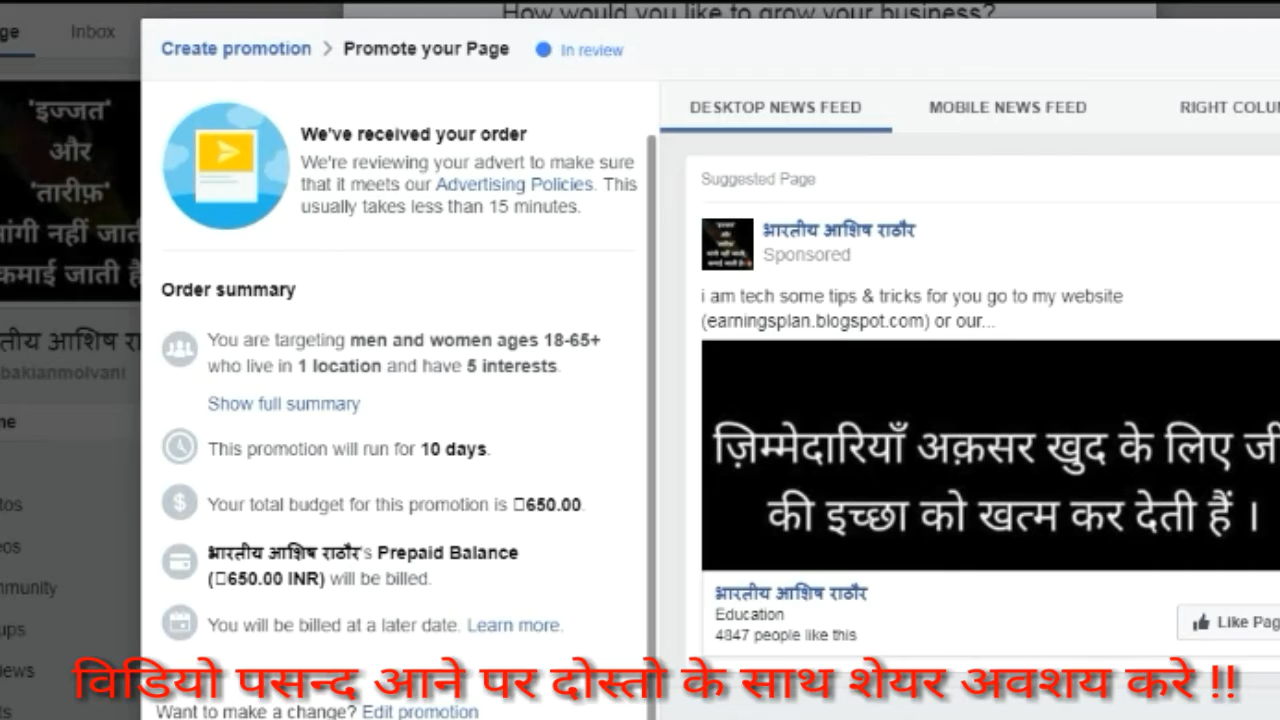 How would you like to grow your business?
Inbox
Create promotion > Promote your Page In review
'इज्जत'
और
'तारीफ़'
We've received your order
We're reviewing your advert to make sure
that it meets our Advertising Policies. This
usually takes less than 15 minutes.
Order summary
You are targeting men and women ages 18-65+
who live in 1 location and have 5 interests.
Show full summary
This promotion will run for 10 days.
Your total budget for this promotion is □650.00.
भारतीय आशिष राठौर's Prepaid Balance
(□650.00 INR) will be billed.
You will be billed at a later date. Learn more.
Want to make a change? Edit promotion
DESKTOP NEWS FEED MOBILE NEWS FEED RIGHT COLU
Suggested Page
भारतीय आशिष राठौर
Sponsored
i am tech some tips & tricks for you go to my website
(earningsplan.blogspot.com) or our...
ज़िम्मेदारियाँ अक़सर खुद के लिए जी
की इच्छा को खत्म कर देती हैं ।
भारतीय आशिष राठौर
Education
4847 people like this
Like Pag
विडियो पसन्द आने पर दोस्तो के साथ शेयर अवशय करे !!